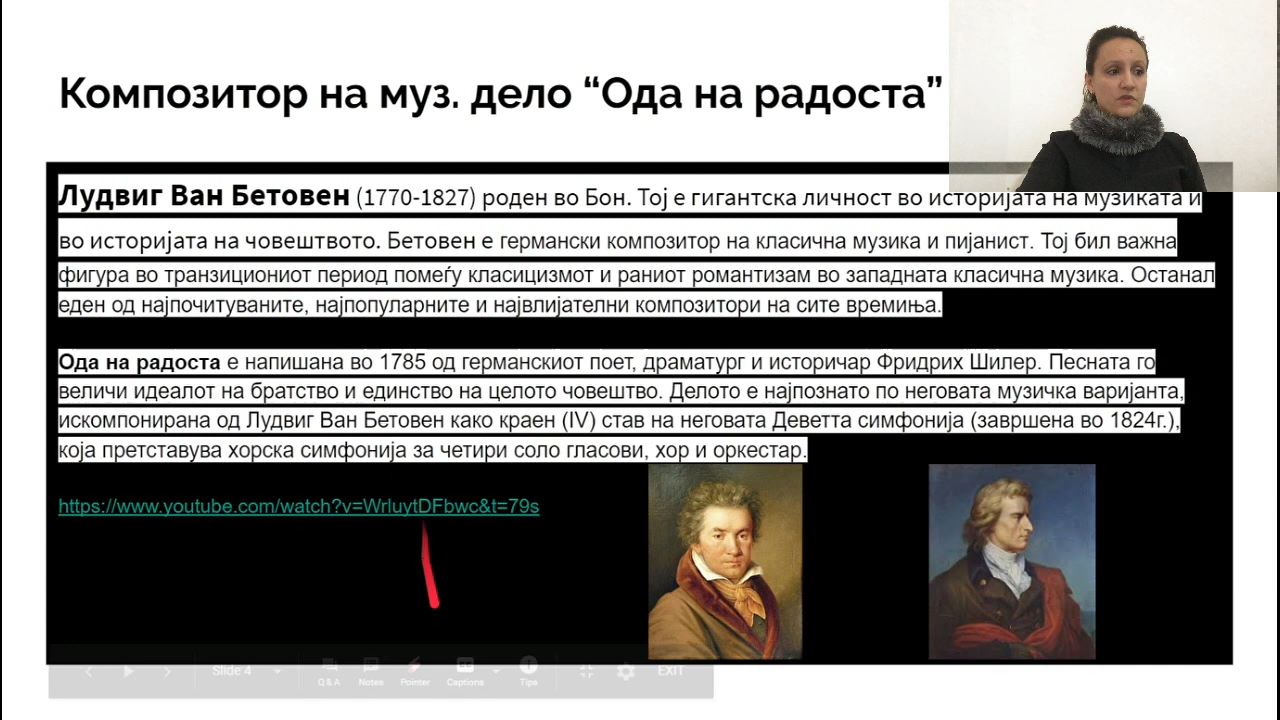 Композитор на муз. дело “Ода на радоста”
Лудвиг Ван Бетовен (1770-1827) роден во Бон. Тој е гигантска личност во историјата на музиката и
во историјата на човештвото. Бетовен е германски композитор на класична музика и пијанист. Тој бил важна
фигура во транзициониот период помеѓу класицизмот и раниот романтизам во западната класична музика. Останал
еден од најпочитуваните, најпопуларните и највлијателни композитори на сите времиња.
Ода на радоста е напишана во 1785 од германскиот поет, драматург и историчар Фридрих Шилер. Песната го
величи идеалот на братство и единство на целото човештво. Делото е најпознато по неговата музичка варијанта,
искомпонирана од Лудвиг Ван Бетовен како краен (IV) став на неговата Деветта симфонија (завршена во 1824г.),
која претставува хорска симфонија за четири соло гласови, хор и оркестар.
https://www.youtube.com/watch?v=WrluytDFbwc&t=79s
Slide 4 Q & A Notes Pointer Captions Tips EXIT